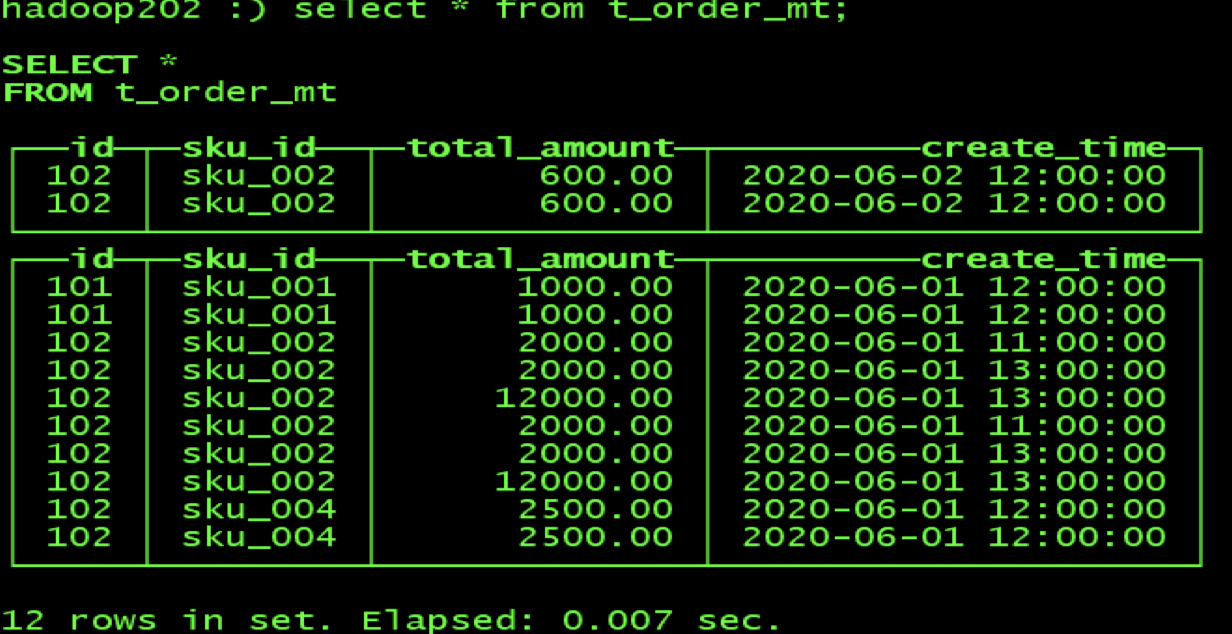 hadoop202 :) select * from t_order_mt;
SELECT *
FROM t_order_mt
id sku_id total_amount create_time
102 sku_002 600.00 2020-06-02 12:00:00
102 sku_002 600.00 2020-06-02 12:00:00
id sku_id total_amount create_time
101 sku_001 1000.00 2020-06-01 12:00:00
101 sku_001 1000.00 2020-06-01 12:00:00
102 sku_002 2000.00 2020-06-01 11:00:00
102 sku_002 2000.00 2020-06-01 13:00:00
102 sku_002 12000.00 2020-06-01 13:00:00
102 sku_002 2000.00 2020-06-01 11:00:00
102 sku_002 2000.00 2020-06-01 13:00:00
102 sku_002 12000.00 2020-06-01 13:00:00
102 sku_004 2500.00 2020-06-01 12:00:00
102 sku_004 2500.00 2020-06-01 12:00:00
12 rows in set. Elapsed: 0.007 sec.